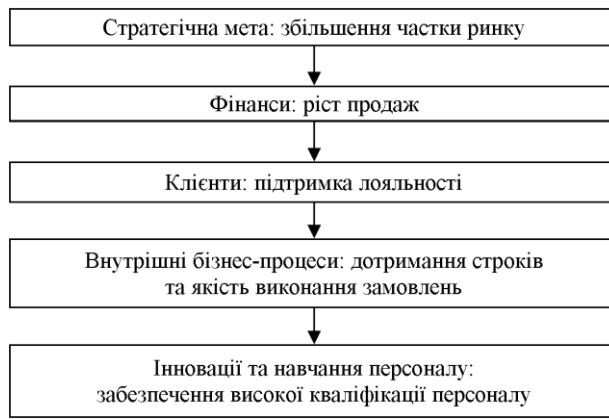 Стратегічна мета: збільшення частки ринку
Фінанси: ріст продаж
Клієнти: підтримка лояльності
Внутрішні бізнес-процеси: дотримання строків
та якість виконання замовлень
Інновації та навчання персоналу:
забезпечення високої кваліфікації персоналу